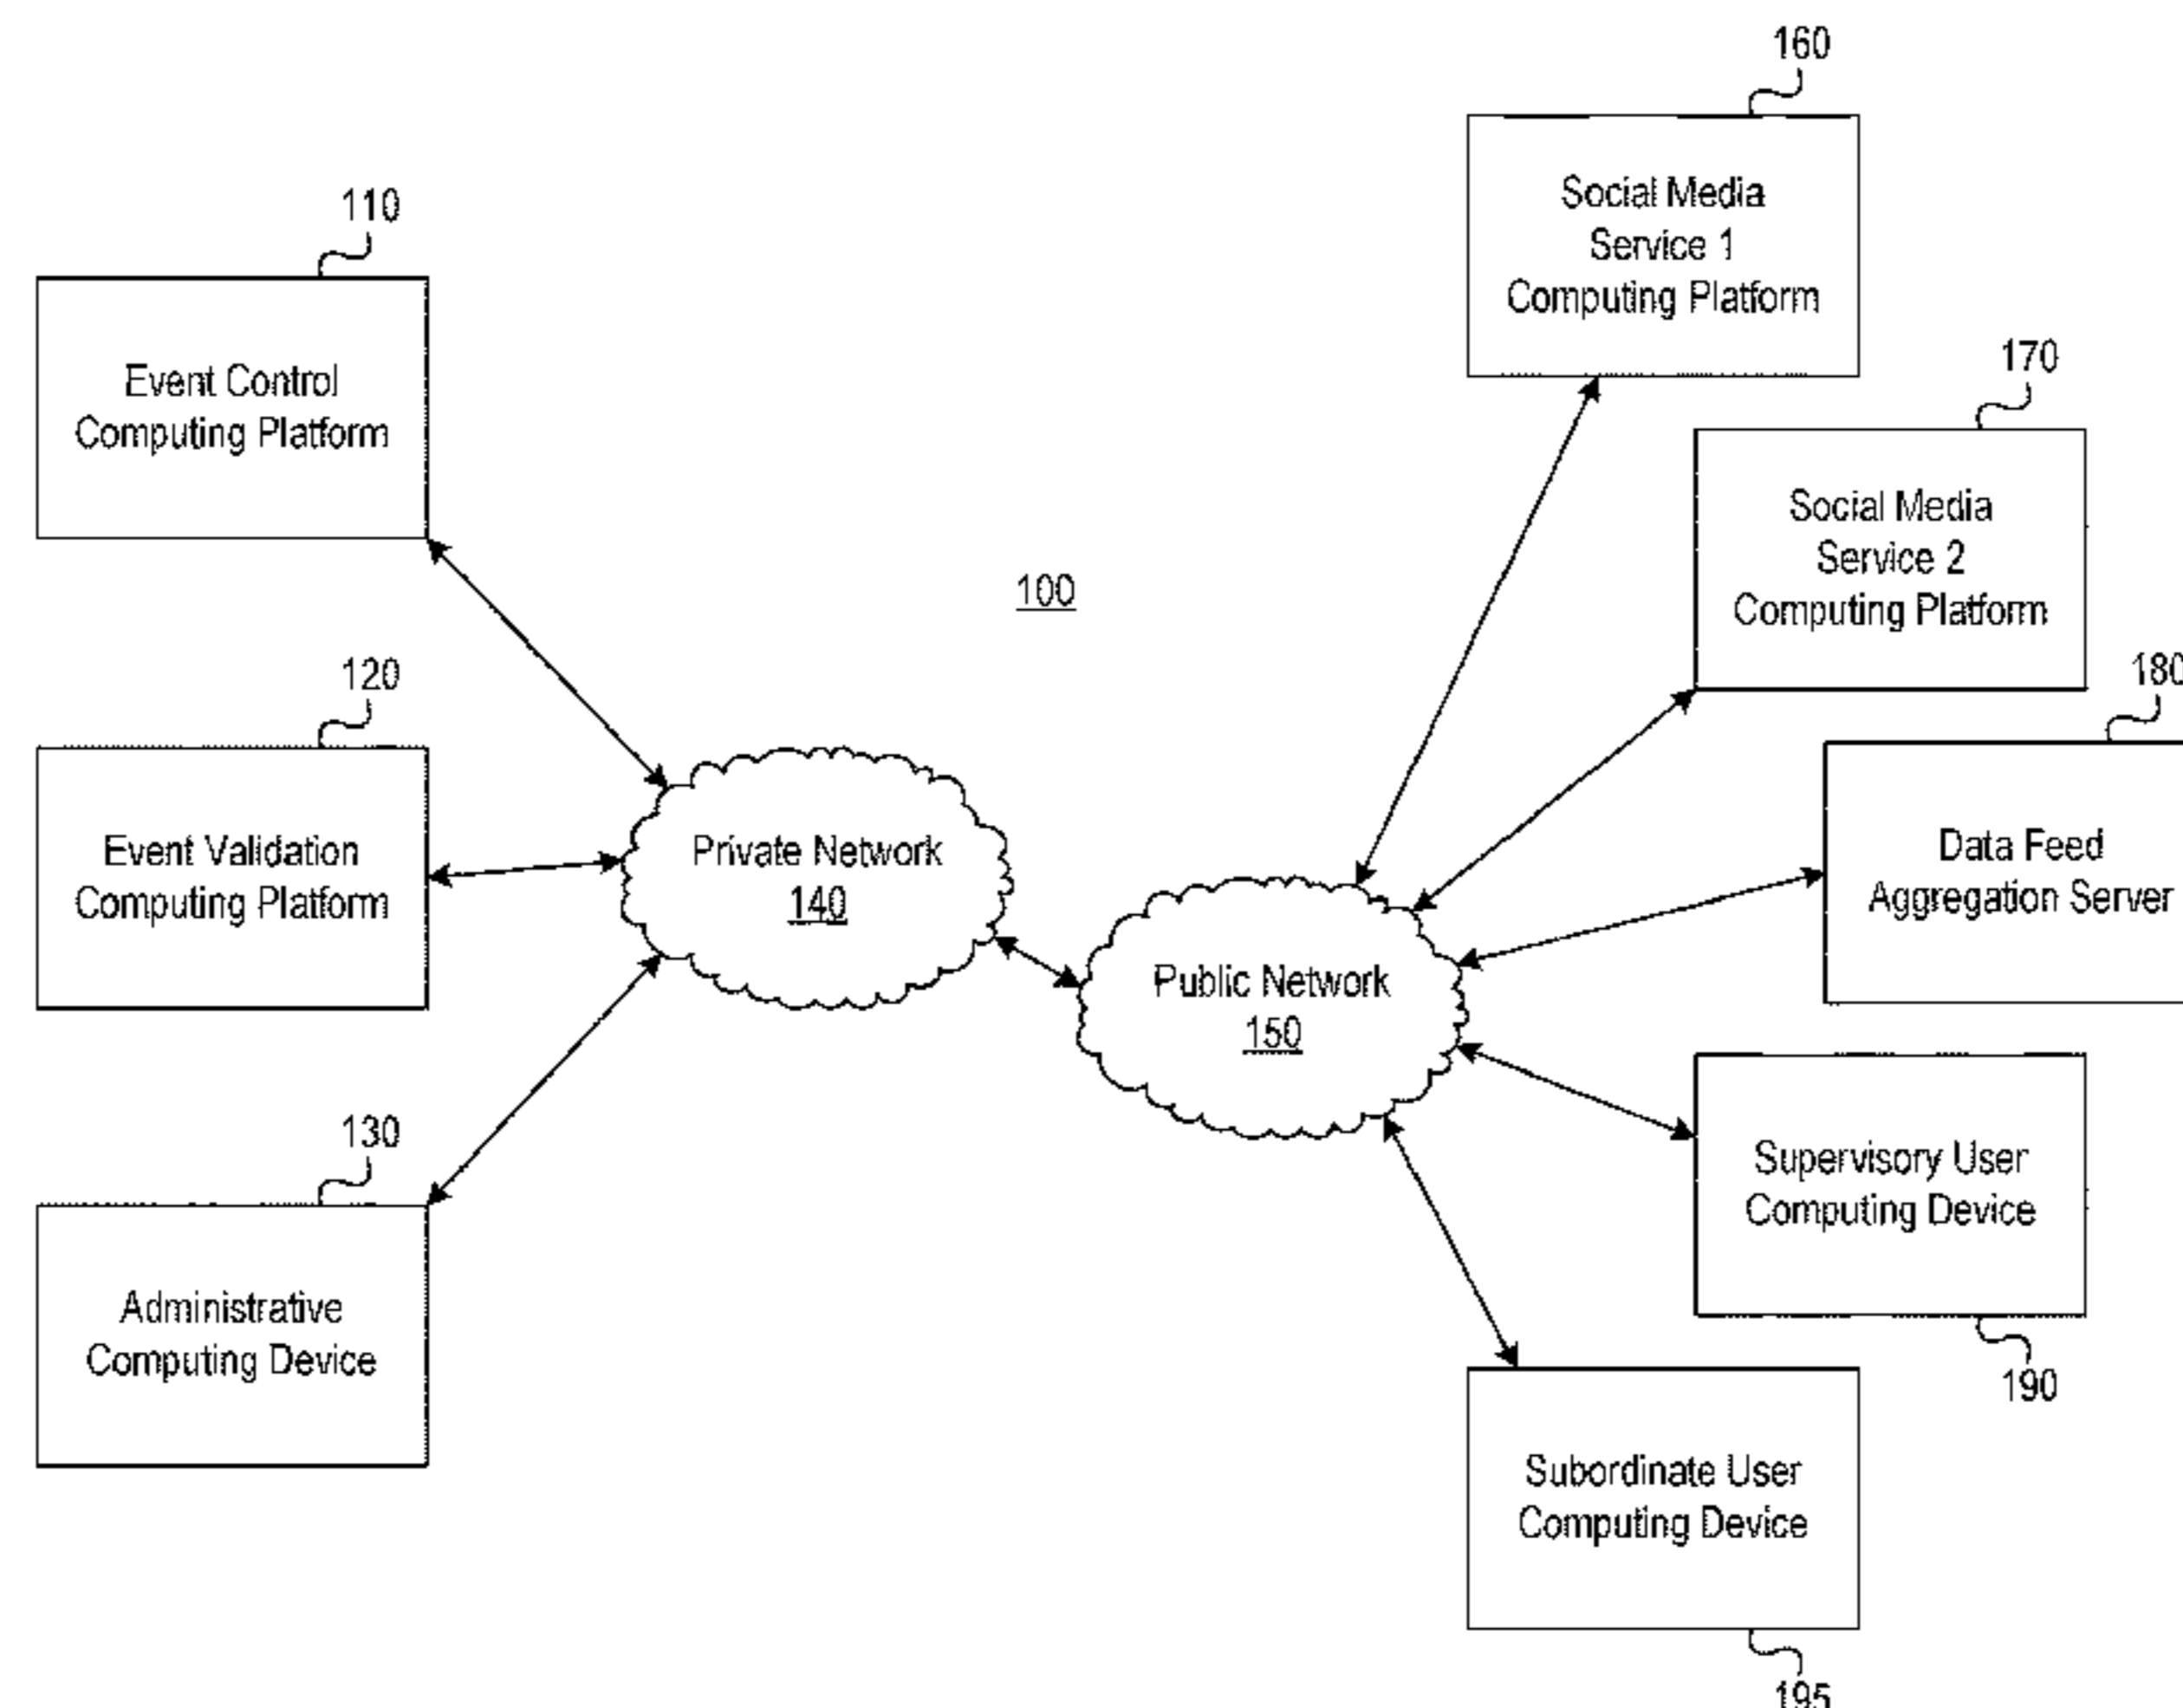 160
Social Media
Service 1
Computing Platform
110
Event Control
Computing Platform
170
Social Media
Service 2
Computing Platform
100
120
Event Validation
Computing Platform
180
Data Feed
Aggregation Server
Private Network
140
Public Network
150
130
Administrative
Computing Device
Supervisory User
Computing Device
190
Subordinate User
Computing Device
195